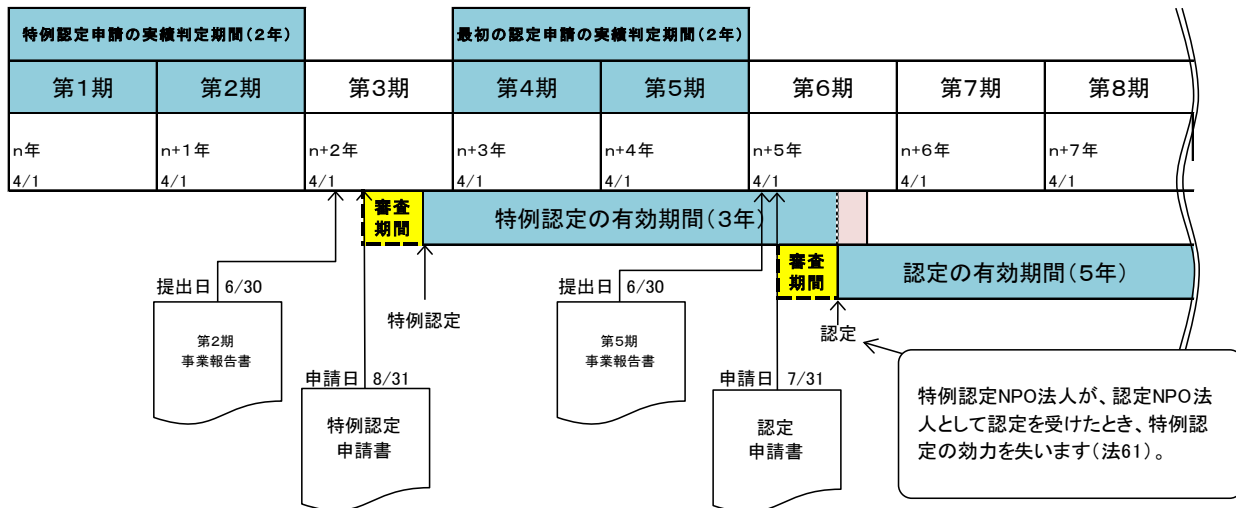 特例認定申請の実績判定期間(2年)
最初の認定申請の実績判定期間(2年)
第1期
第2期
第3期
第4期
第5期
第6期
第7期
第8期
n年
n+1年
n+2年
n+3年
n+4年
n+5年
n+6年
n+7年
4/1
4/1
4/1
4/1
4/1
4/1
4/1
4/1
審査
期間
特例認定の有効期間(3年)
審査
期間
認定の有効期間(5年)
提出日 6/30
特例認定
提出日 6/30
認定
第2期
事業報告書
第5期
事業報告書
申請日 8/31
申請日 7/31
特例認定
申請書
認定
申請書
特例認定NPO法人が、認定NPO法
人として認定を受けたとき、特例認
定の効力を失います(法61)。